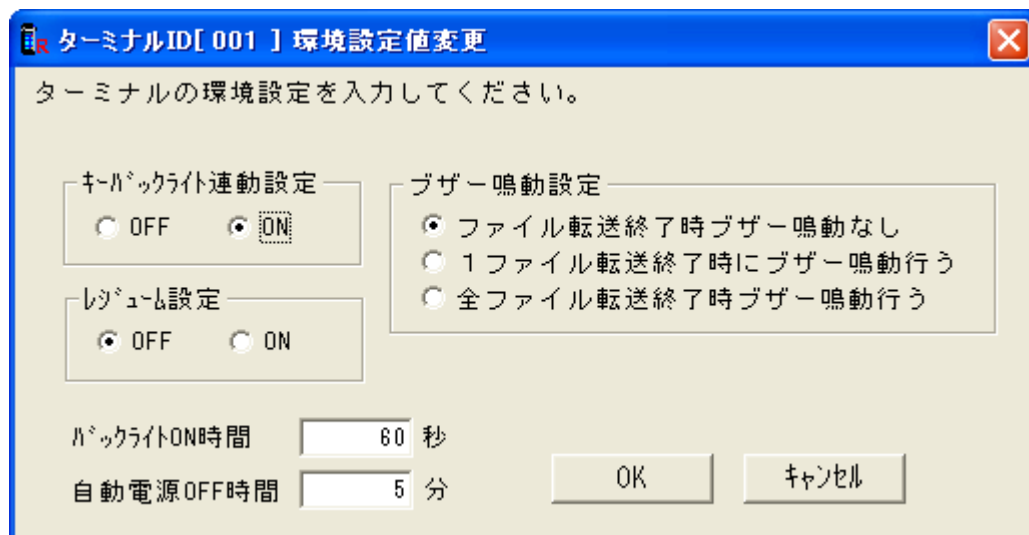 ターミナルID[ 001 ] 環境設定値変更
ターミナルの環境設定を入力してください。
ｷｰﾊﾞｯｸﾗｲﾄ連動設定
OFF ON
ブザー鳴動設定
ファイル転送終了時ブザー鳴動なし
１ファイル転送終了時にブザー鳴動行う
全ファイル転送終了時ブザー鳴動行う
ﾚｼﾞｭｰﾑ設定
OFF ON
ﾊﾞｯｸﾗｲﾄON時間 60 秒
自動電源OFF時間 5 分
OK ｷｬﾝｾﾙ